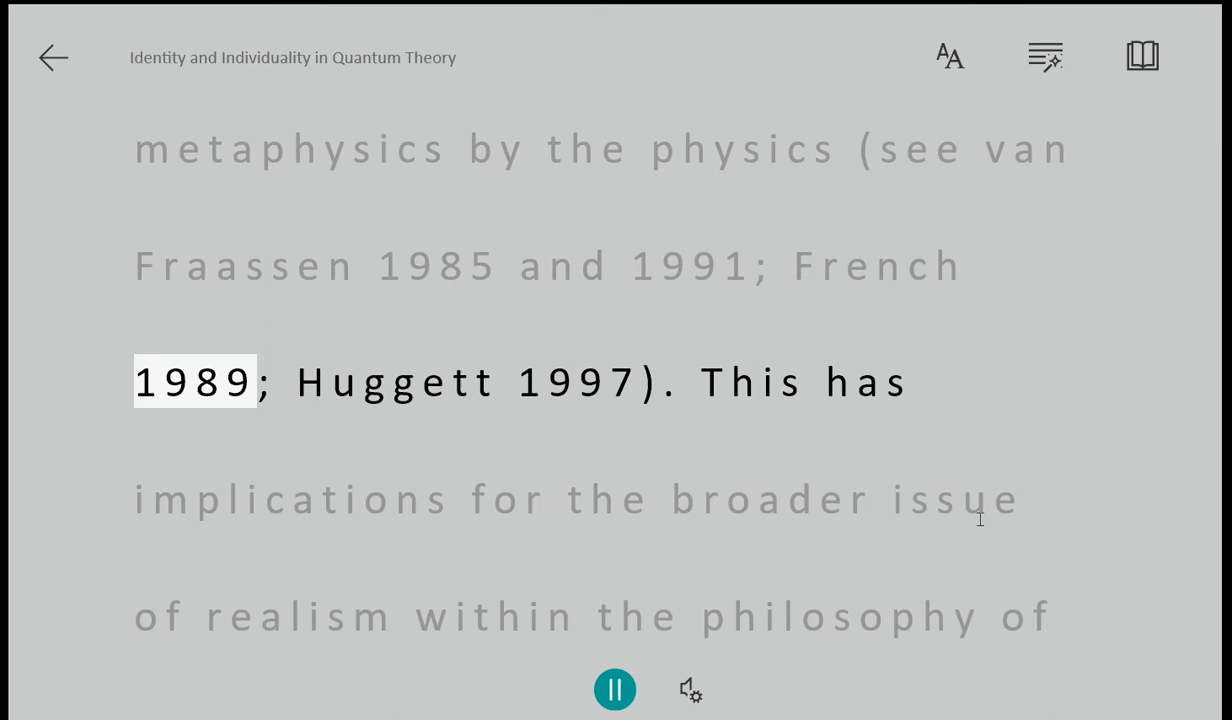 Identity and Individuality in Quantum Theory
metaphysics by the physics (see van
Fraassen 1985 and 1991; French
1989; Huggett 1997). This has
implications for the broader issue
of realism within the philosophy of